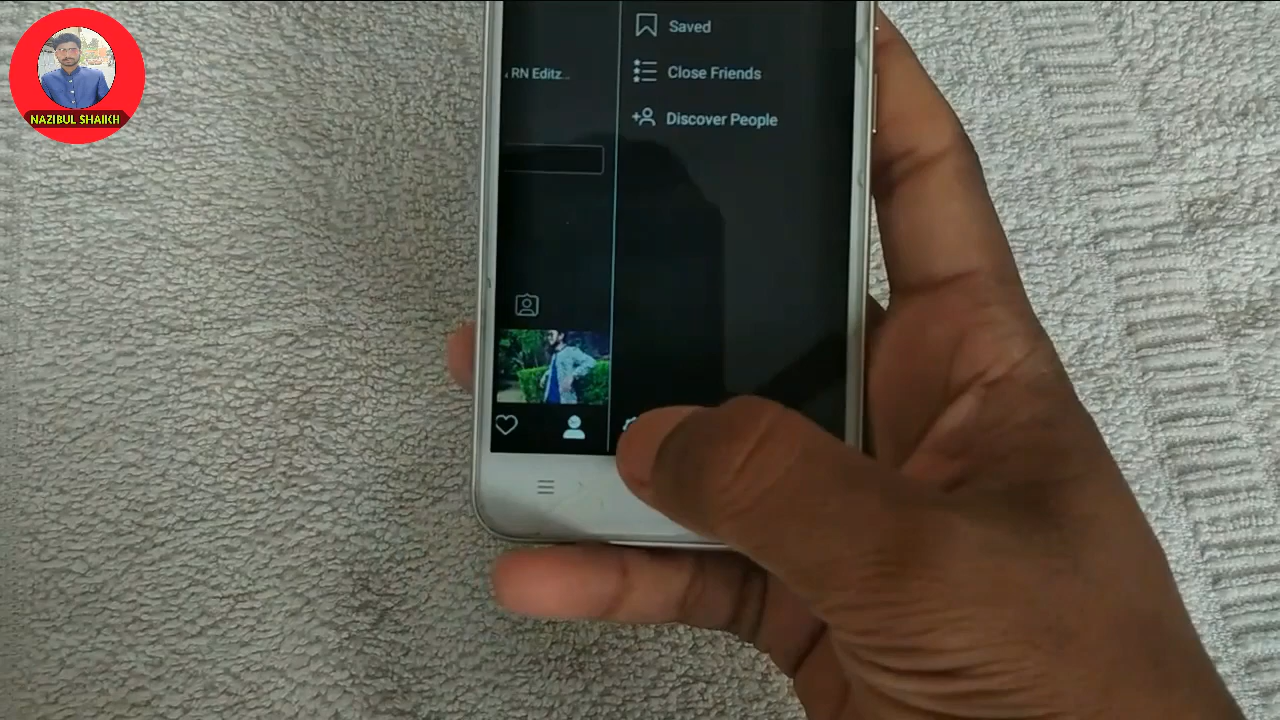 NAZIBUL SHAIKH
Saved
RN Editz...
Close Friends
Discover People